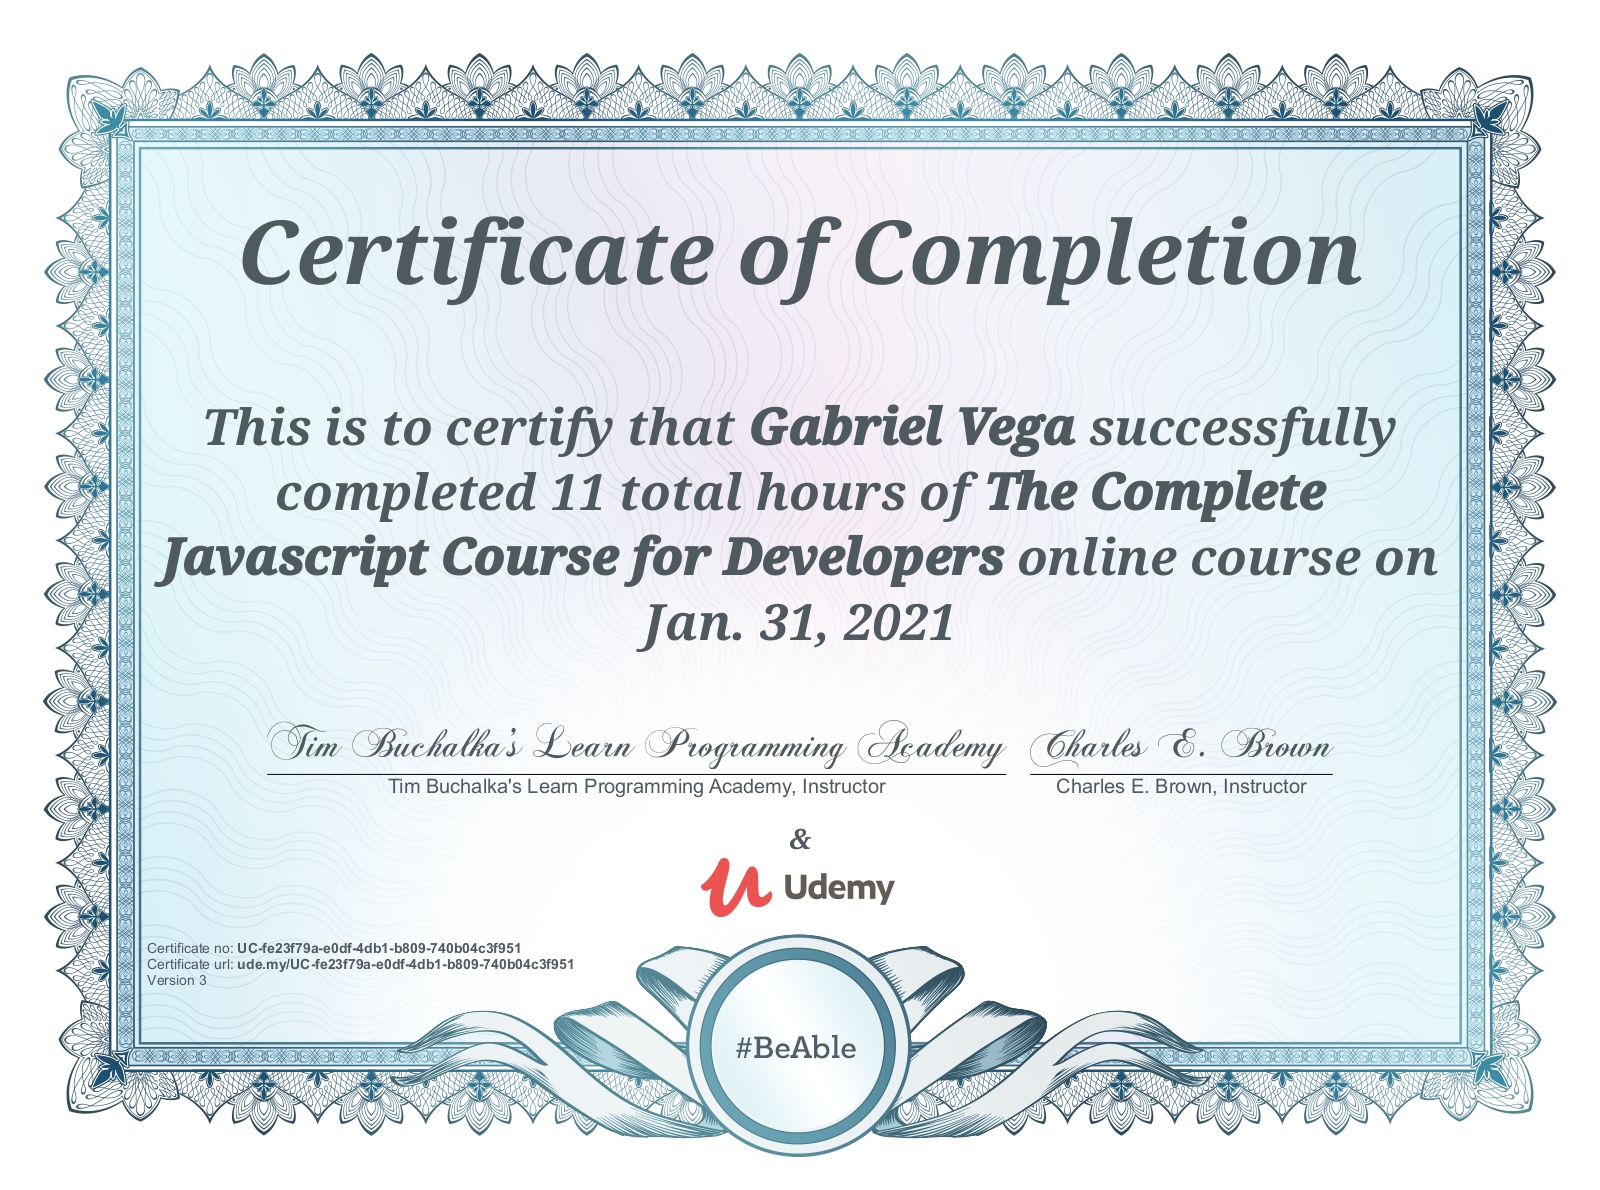 Certificate of Completion
This is to certify that Gabriel Vega successfully
completed 11 total hours of The Complete
Javascript Course for Developers online course on
Jan. 31, 2021
Tim Buchalka's Learn Programming Academy Charles E. Brown
Tim Buchalka's Learn Programming Academy, Instructor Charles E. Brown, Instructor
&
Udemy
Certificate no: UC-fe23f79a-e0df-4db1-b809-740b04c3f951
Certificate url: ude.my/UC-fe23f79a-e0df-4db1-b809-740b04c3f951
Version 3
#BeAble